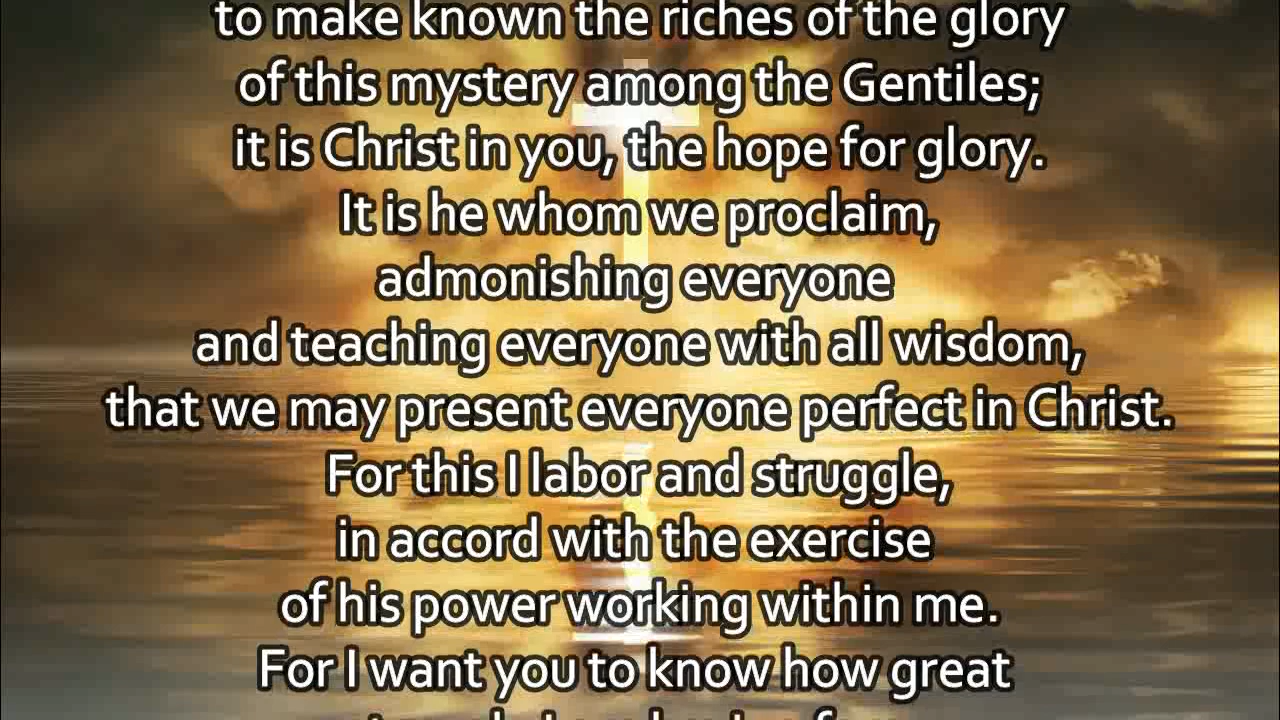 to make known the riches of the glory
of this mystery among the Gentiles;
it is Christ in you, the hope for glory.
It is he whom we proclaim,
admonishing everyone
and teaching everyone with all wisdom,
that we may present everyone perfect in Christ.
For this I labor and struggle,
in accord with the exercise
of his power working within me.
For I want you to know how great